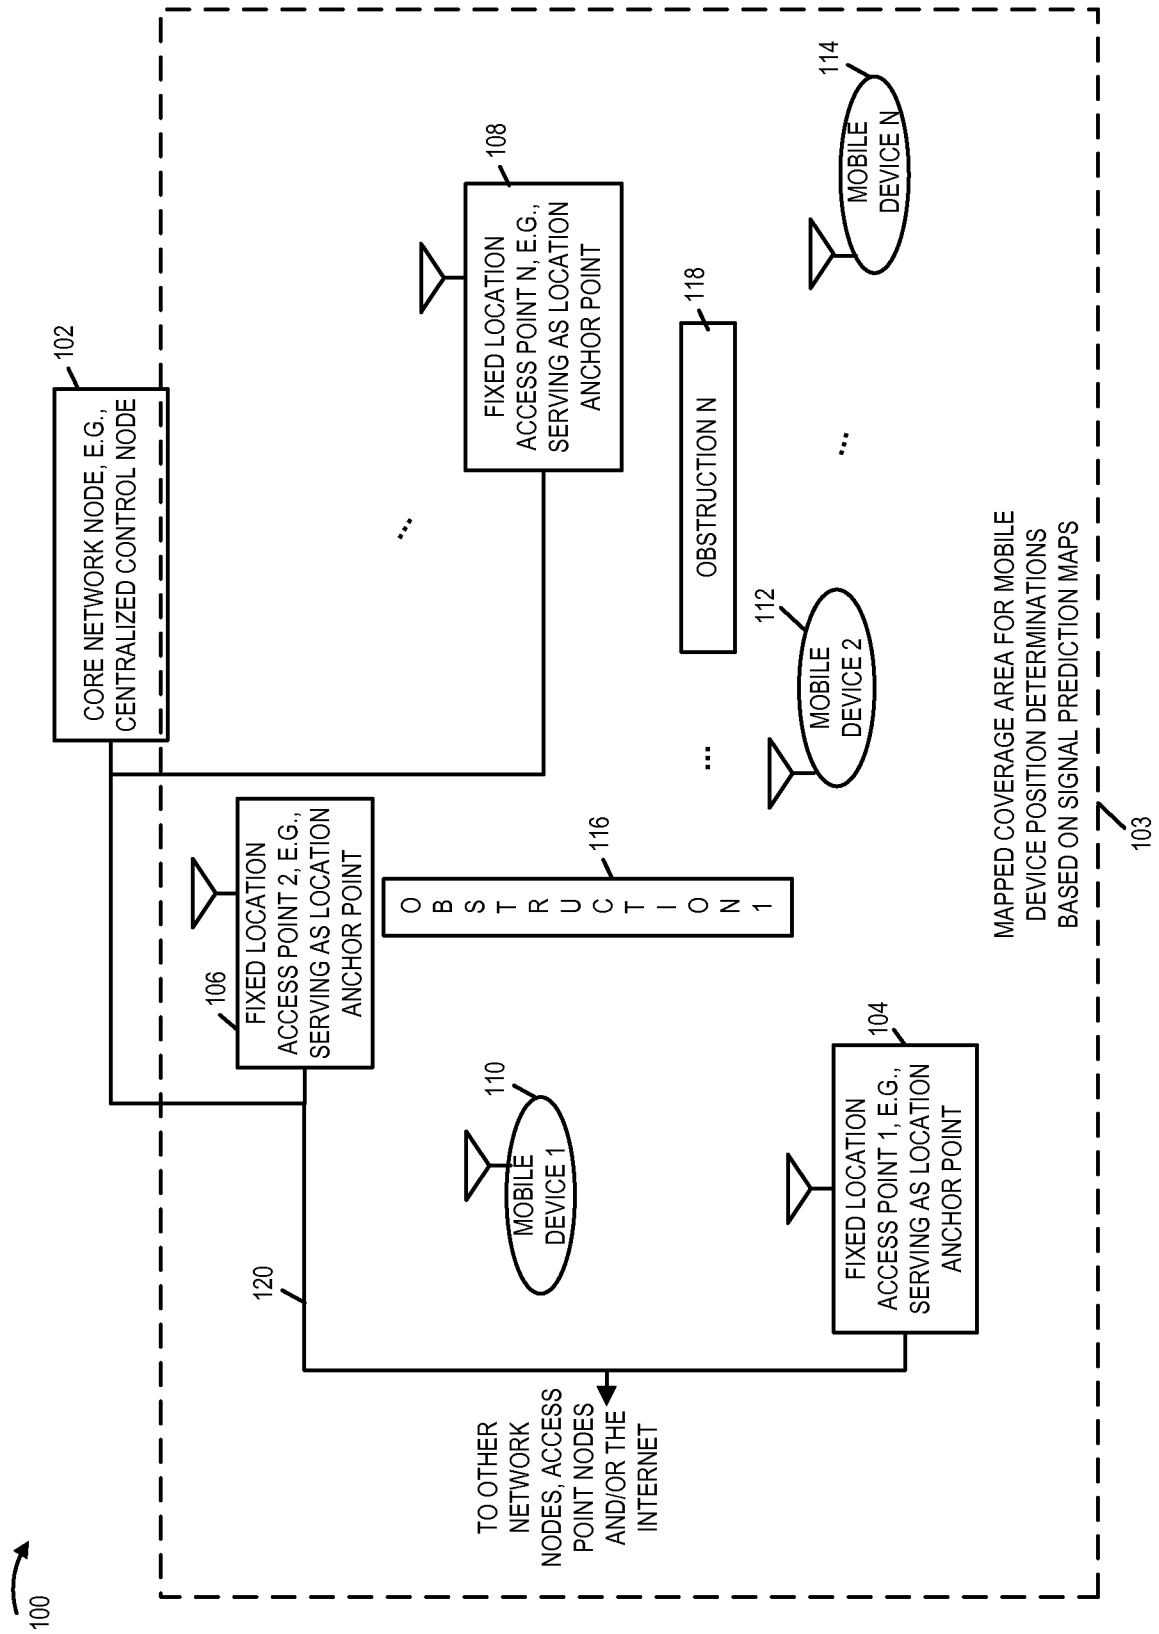 100
CORE NETWORK NODE, E.G.,
CENTRALIZED CONTROL NODE
102
FIXED LOCATION
ACCESS POINT 2, E.G.,
SERVING AS LOCATION
ANCHOR POINT
106
FIXED LOCATION
ACCESS POINT N, E.G.,
SERVING AS LOCATION
ANCHOR POINT
108
...
120
TO OTHER
NETWORK
NODES, ACCESS
POINT NODES
AND/OR THE
INTERNET
MOBILE
DEVICE 1
110
OBSTRUCTION 1
116
...
OBSTRUCTION N
118
FIXED LOCATION
ACCESS POINT 1, E.G.,
SERVING AS LOCATION
ANCHOR POINT
104
MOBILE
DEVICE 2
112
...
MOBILE
DEVICE N
114
MAPPED COVERAGE AREA FOR MOBILE
DEVICE POSITION DETERMINATIONS
BASED ON SIGNAL PREDICTION MAPS
103